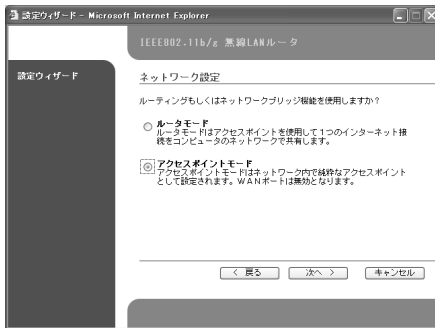 設定ウィザード - Microsoft Internet Explorer
IEEE802.11b/g 無線LANルータ
設定ウィザード
ネットワーク設定
ルーティングもしくはネットワークブリッジ機能を使用しますか？
ルータモード
ルータモードはアクセスポイントを使用して１つのインターネット接
続をコンピュータのネットワークで共有します。
アクセスポイントモード
アクセスポイントモードはネットワーク内で純粋なアクセスポイント
として設定されます。ＷＡＮポートは無効となります。
< 戻る
次へ >
キャンセル